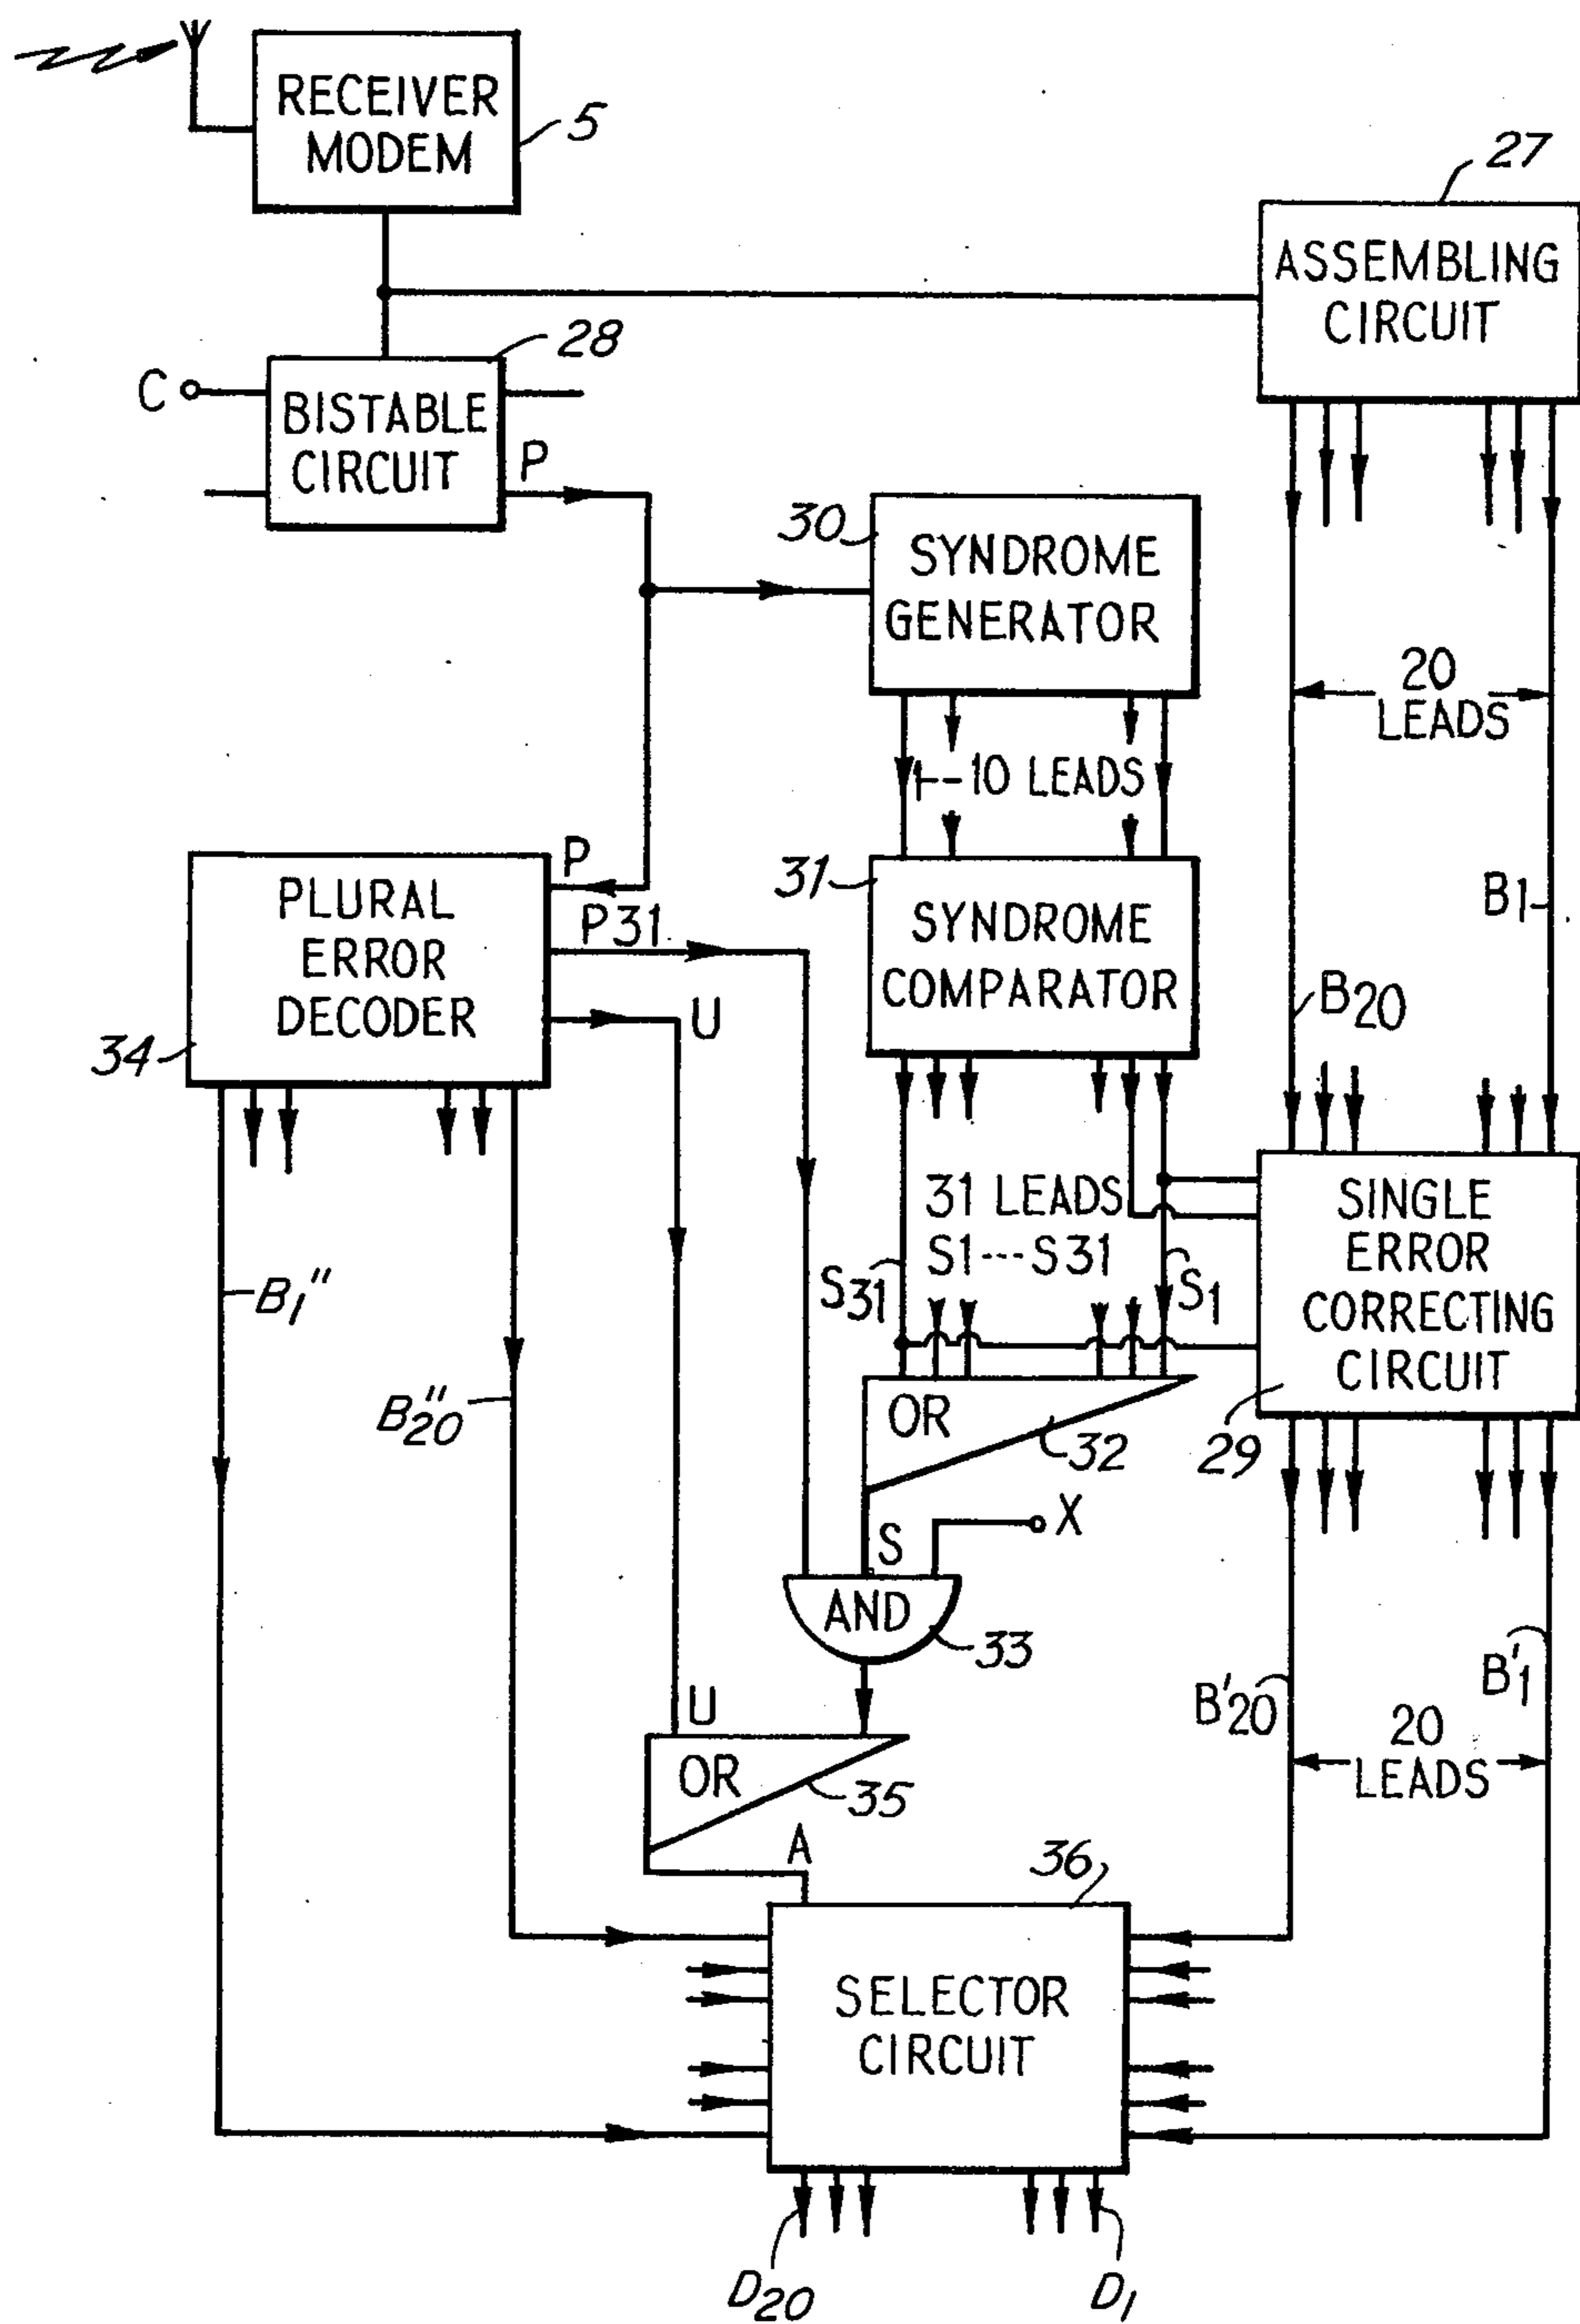 RECEIVER
MODEM
5
27
ASSEMBLING
CIRCUIT
28
C
BISTABLE
CIRCUIT
P
30
SYNDROME
GENERATOR
20
LEADS
1--10 LEADS
P
31
B1
PLURAL
ERROR
DECODER
P31
SYNDROME
COMPARATOR
B20
U
34
31 LEADS
S1---S31
SINGLE
ERROR
CORRECTING
CIRCUIT
S31
S1
B1"
B"20
OR
32
29
X
S
AND
33
B'1
B'20
U
20
LEADS
OR
35
A
36
SELECTOR
CIRCUIT
D20
D1